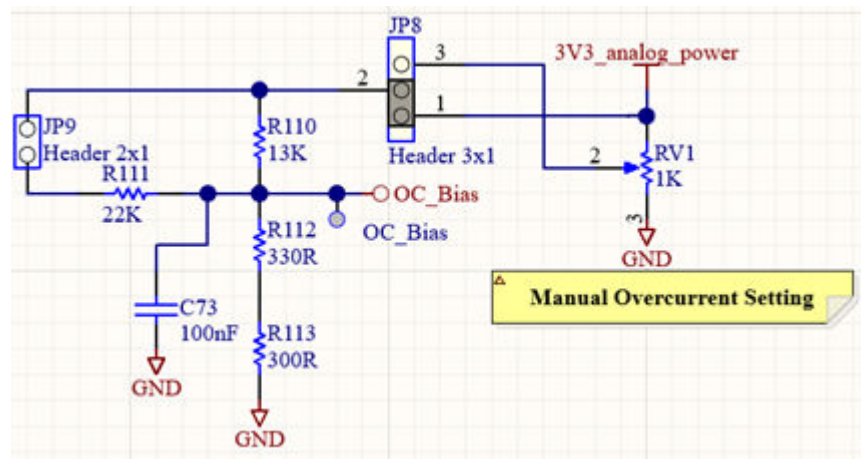 JP8
3
3V3_analog_power
2
1
JP9
R110
Header 2x1
13K
Header 3x1
2
RV1
1K
R111
22K
OC_Bias
OC_Bias
R112
330R
3
GND
Manual Overcurrent Setting
C73
100nF
R113
300R
GND
GND